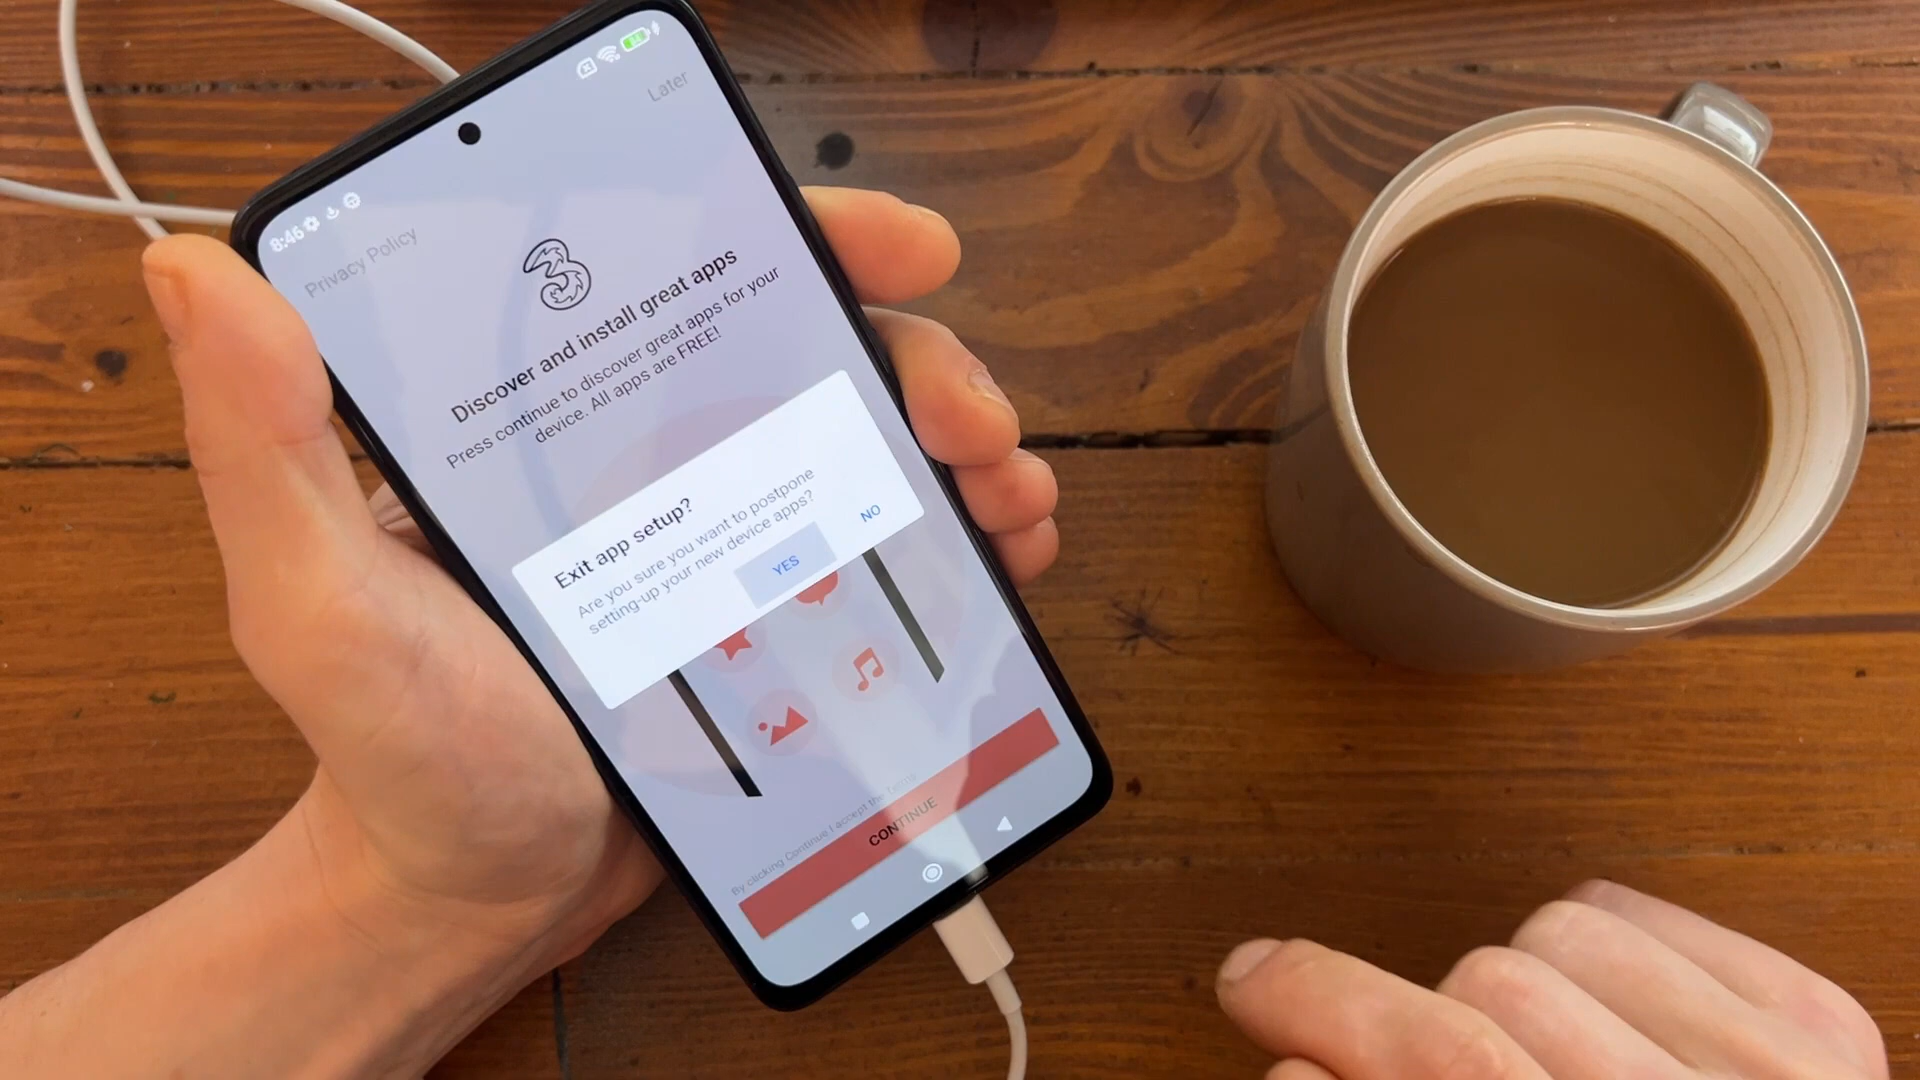 8:46
Later
Privacy Policy
3
Discover and install great apps
Press continue to discover great apps for your
device. All apps are FREE!
Exit app setup?
Are you sure you want to postpone
setting-up your new device apps?
YES
NO
By clicking Continue I accept the terms
CONTINUE